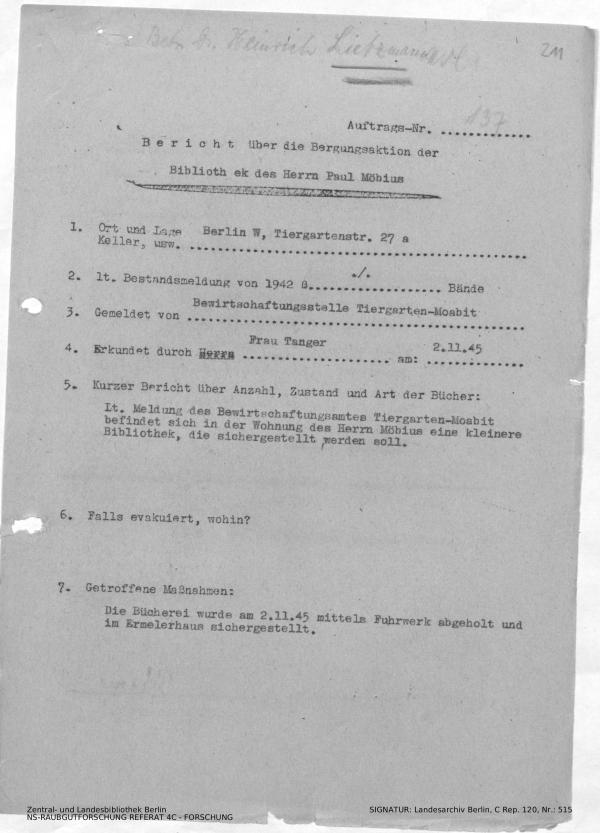 Betr. Dr. Heinrich Lietzmann
211
Auftrags-Nr. 137
B e r i c h t über die Bergungsaktion der
Biblioth ek des Herrn Paul Möbius
1. Ort und Lage Berlin W, Tiergartenstr. 27 a
Keller, usw. ..............................
2. lt. Bestandsmeldung von 1942 ß........./......... Bände
3. Gemeldet von Bewirtschaftungsstelle Tiergarten-Moabit
4. Erkundet durch Herrn Frau Tanger am: 2.11.45
5. Kurzer Bericht über Anzahl, Zustand und Art der Bücher:
Lt. Meldung des Bewirtschaftungsamtes Tiergarten-Moabit
befindet sich in der Wohnung des Herrn Möbius eine kleinere
Bibliothek, die sichergestellt werden soll.
6. Falls evakuiert, wohin?
7. Getroffene Maßnahmen:
Die Bücherei wurde am 2.11.45 mittels Fuhrwerk abgeholt und
im Ermelerhaus sichergestellt.
Zentral- und Landesbibliothek Berlin
NS-RAUBGUTFORSCHUNG REFERAT 4C - FORSCHUNG
SIGNATUR: Landesarchiv Berlin, C Rep. 120, Nr.: 515